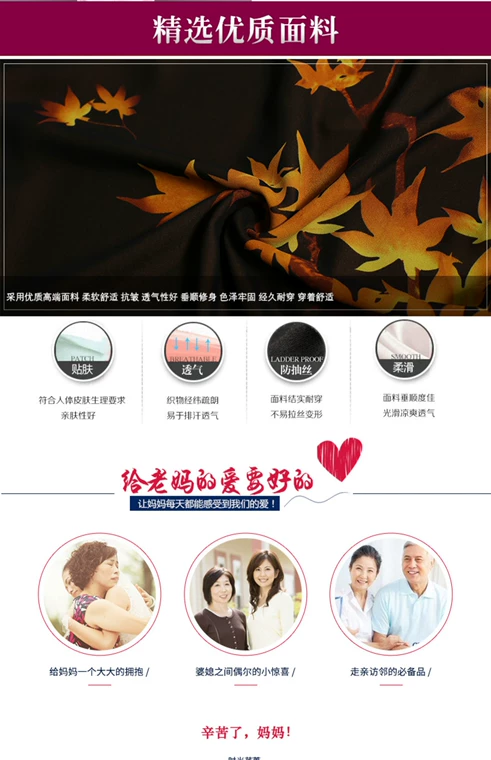 精选优质面料
采用优质高端面料 柔软舒适 抗皱 透气性好 垂顺修身 色泽牢固 经久耐穿 穿着舒适
PATCH
贴肤
BREATHABLE
透气
LADDER PROOF
防抽丝
SMOOTH
柔滑
符合人体皮肤生理要求
亲肤性好
织物经纬疏朗
易于排汗透气
面料结实耐穿
不易拉丝变形
面料垂顺度佳
光滑凉爽透气
给老妈的爱要好的
让妈妈每天都能感受到我们的爱！
给妈妈一个大大的拥抱 /
婆媳之间偶尔的小惊喜 /
走亲访邻的必备品 /
辛苦了，妈妈！